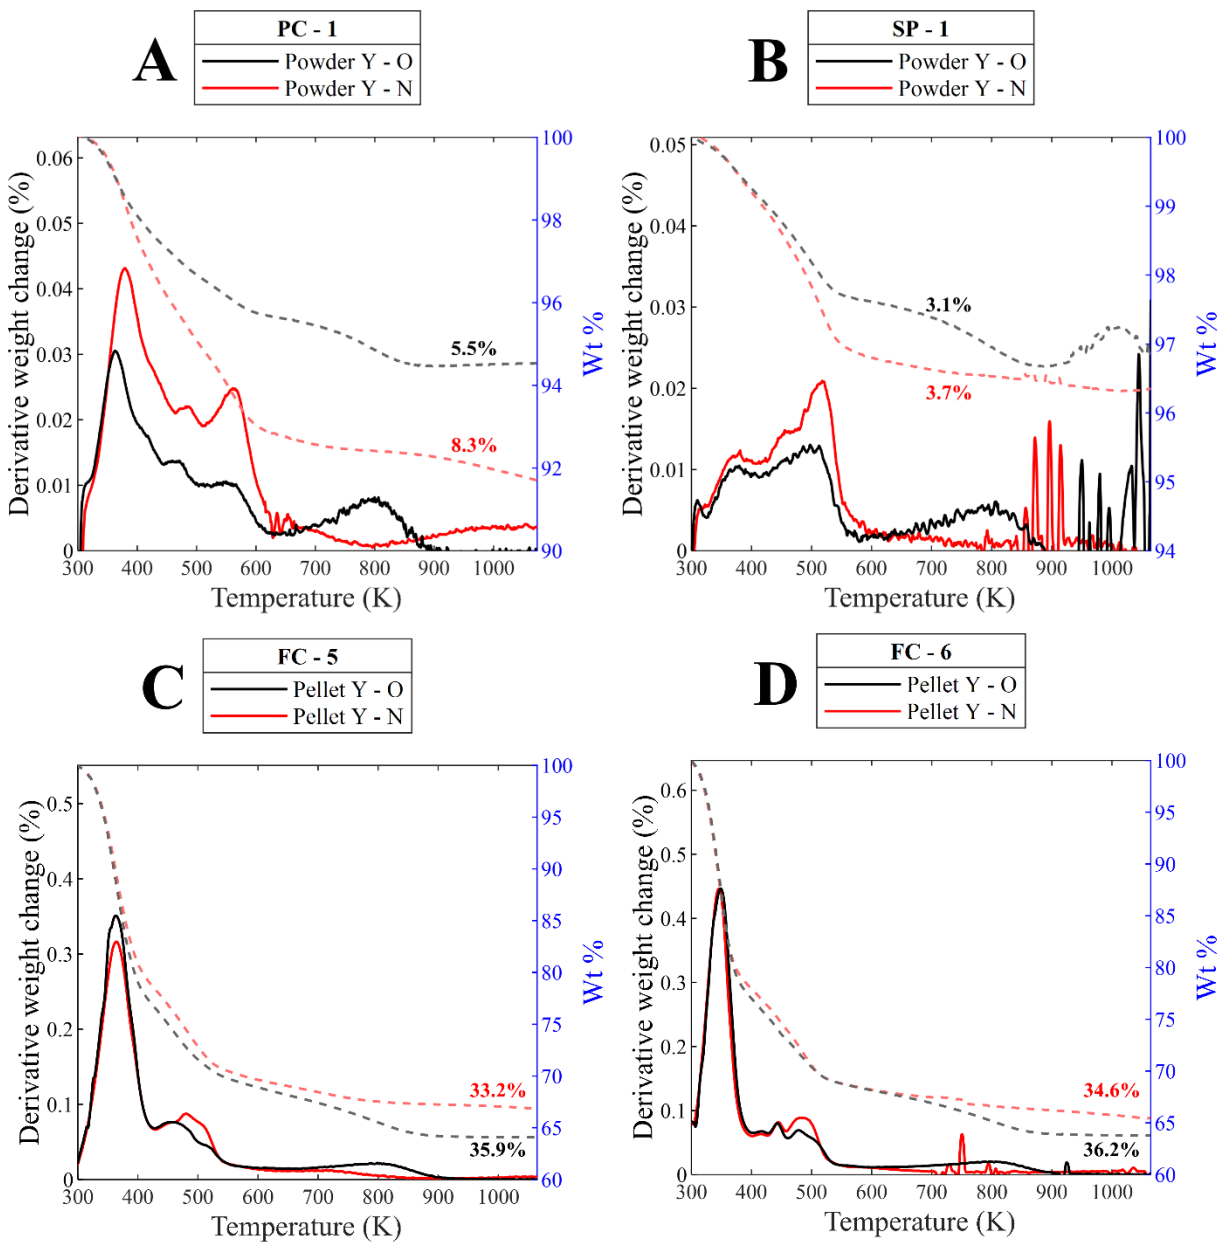 A
PC - 1
Powder Y - O
Powder Y - N
0.06
0.05
0.04
0.03
0.02
0.01
0
Derivative weight change (%)
100
98
96
94
92
90
Wt %
5.5%
8.3%
300 400 500 600 700 800 900 1000
Temperature (K)
B
SP - 1
Powder Y - O
Powder Y - N
0.05
0.04
0.03
0.02
0.01
0
Derivative weight change (%)
100
99
98
97
96
95
94
Wt %
3.1%
3.7%
300 400 500 600 700 800 900 1000
Temperature (K)
C
FC - 5
Pellet Y - O
Pellet Y - N
0.5
0.4
0.3
0.2
0.1
0
Derivative weight change (%)
100
95
90
85
80
75
70
65
60
Wt %
33.2%
35.9%
300 400 500 600 700 800 900 1000
Temperature (K)
D
FC - 6
Pellet Y - O
Pellet Y - N
0.6
0.5
0.4
0.3
0.2
0.1
0
Derivative weight change (%)
100
90
80
70
60
Wt %
34.6%
36.2%
300 400 500 600 700 800 900 1000
Temperature (K)